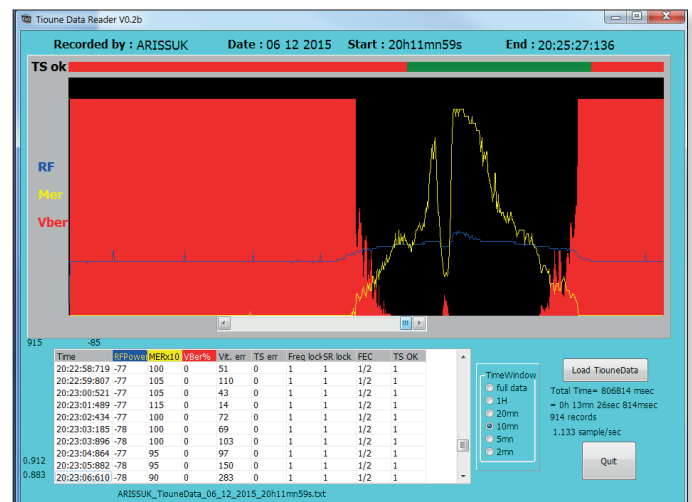 Tioune Data Reader V0.2b
Recorded by : ARISSUK Date : 06 12 2015 Start : 20h11mn59s End : 20:25:27:136
TS ok
RF
Mer
Vber
915 -85
Time RFPower MERx10 VBer% Vit. err TS err Freq lock SR lock FEC TS OK
20:22:58:719 -77 100 0 51 0 1 1 1/2 1
20:22:59:807 -77 105 0 110 0 1 1 1/2 1
20:23:00:521 -77 105 0 43 0 1 1 1/2 1
20:23:01:489 -77 115 0 14 0 1 1 1/2 1
20:23:02:434 -77 100 0 72 0 1 1 1/2 1
20:23:03:185 -78 100 0 69 0 1 1 1/2 1
20:23:03:896 -78 100 0 103 0 1 1 1/2 1
20:23:04:864 -77 95 0 97 0 1 1 1/2 1
20:23:05:882 -78 95 0 150 0 1 1 1/2 1
20:23:06:610 -78 90 0 283 0 1 1 1/2 1
0.912
0.883
TimeWindow
full data
1H
20mn
10mn
5mn
2mn
Load TiouneData
Total Time= 806814 msec
= 0h 13mn 26sec 814msec
914 records
1.133 sample/sec
Quit
ARISSUK_TiouneData_06_12_2015_20h11mn59s.txt